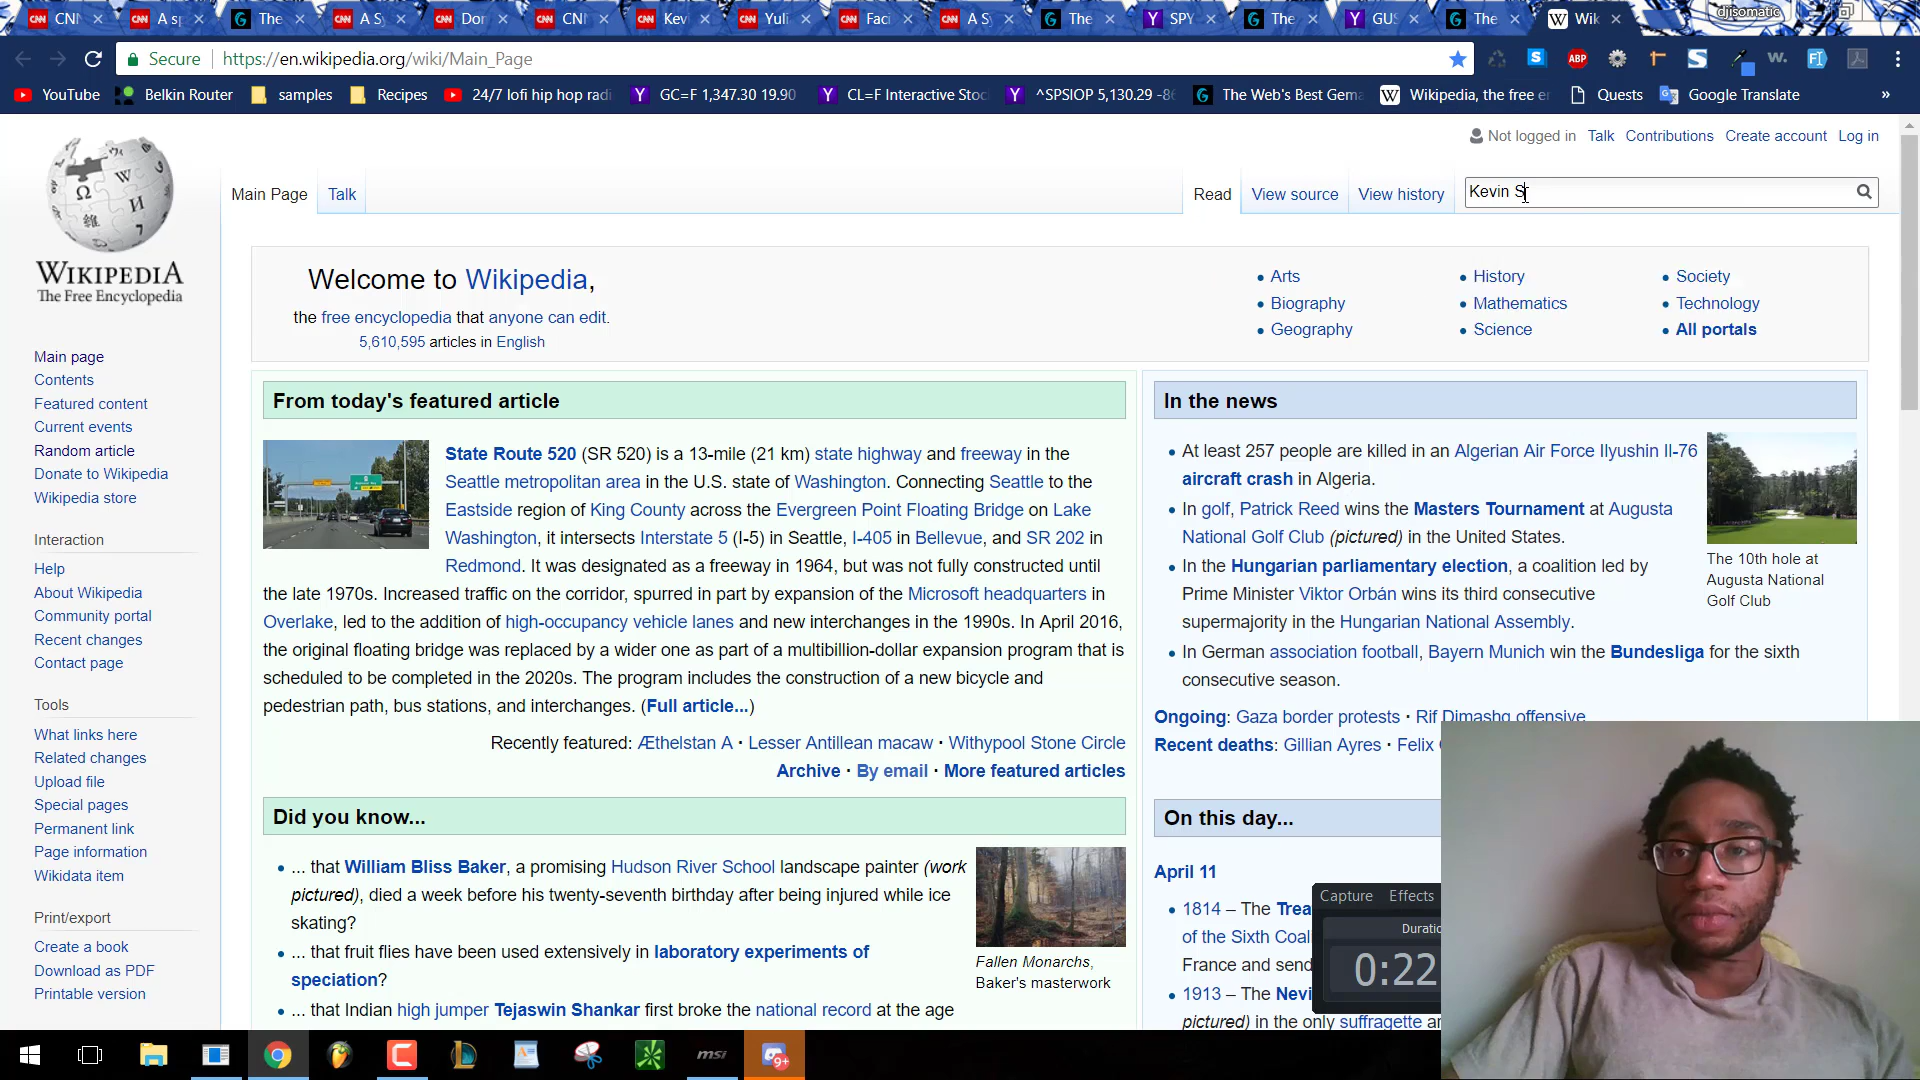 CNN A sp The A S Dor CNN Kev Yuli Faci A S The SPY The GUS The Wik djisomatic
Secure https://en.wikipedia.org/wiki/Main_Page
YouTube Belkin Router samples Recipes 24/7 lofi hip hop radi GC=F 1,347.30 19.90 CL=F Interactive Stoc ^SPSIOP 5,130.29 -86 The Web's Best Gema Wikipedia, the free en Quests Google Translate »
Not logged in Talk Contributions Create account Log in
Main Page Talk Read View source View history Kevin S
WIKIPEDIA
The Free Encyclopedia
Main page
Contents
Featured content
Current events
Random article
Donate to Wikipedia
Wikipedia store
Interaction
Help
About Wikipedia
Community portal
Recent changes
Contact page
Tools
What links here
Related changes
Upload file
Special pages
Permanent link
Page information
Wikidata item
Print/export
Create a book
Download as PDF
Printable version
Welcome to Wikipedia,
the free encyclopedia that anyone can edit.
5,610,595 articles in English
Arts History Society
Biography Mathematics Technology
Geography Science All portals
From today's featured article
State Route 520 (SR 520) is a 13-mile (21 km) state highway and freeway in the
Seattle metropolitan area in the U.S. state of Washington. Connecting Seattle to the
Eastside region of King County across the Evergreen Point Floating Bridge on Lake
Washington, it intersects Interstate 5 (I-5) in Seattle, I-405 in Bellevue, and SR 202 in
Redmond. It was designated as a freeway in 1964, but was not fully constructed until
the late 1970s. Increased traffic on the corridor, spurred in part by expansion of the Microsoft headquarters in
Overlake, led to the addition of high-occupancy vehicle lanes and new interchanges in the 1990s. In April 2016,
the original floating bridge was replaced by a wider one as part of a multibillion-dollar expansion program that is
scheduled to be completed in the 2020s. The program includes the construction of a new bicycle and
pedestrian path, bus stations, and interchanges. (Full article...)
Recently featured: Æthelstan A · Lesser Antillean macaw · Withypool Stone Circle
Archive · By email · More featured articles
Did you know...
... that William Bliss Baker, a promising Hudson River School landscape painter (work
pictured), died a week before his twenty-seventh birthday after being injured while ice
skating?
... that fruit flies have been used extensively in laboratory experiments of
speciation?
... that Indian high jumper Tejaswin Shankar first broke the national record at the age
Fallen Monarchs,
Baker's masterwork
In the news
At least 257 people are killed in an Algerian Air Force Ilyushin Il-76
aircraft crash in Algeria.
In golf, Patrick Reed wins the Masters Tournament at Augusta
National Golf Club (pictured) in the United States.
In the Hungarian parliamentary election, a coalition led by
Prime Minister Viktor Orbán wins its third consecutive
supermajority in the Hungarian National Assembly.
In German association football, Bayern Munich win the Bundesliga for the sixth
consecutive season.
The 10th hole at
Augusta National
Golf Club
Ongoing: Gaza border protests · Rif Dimashq offensive
Recent deaths: Gillian Ayres · Felix
On this day...
April 11
1814 – The Trea
of the Sixth Coali
France and send
1913 – The Nevi
pictured) in the only suffragette
Capture Effects
Duratio
0:22
msi
9+